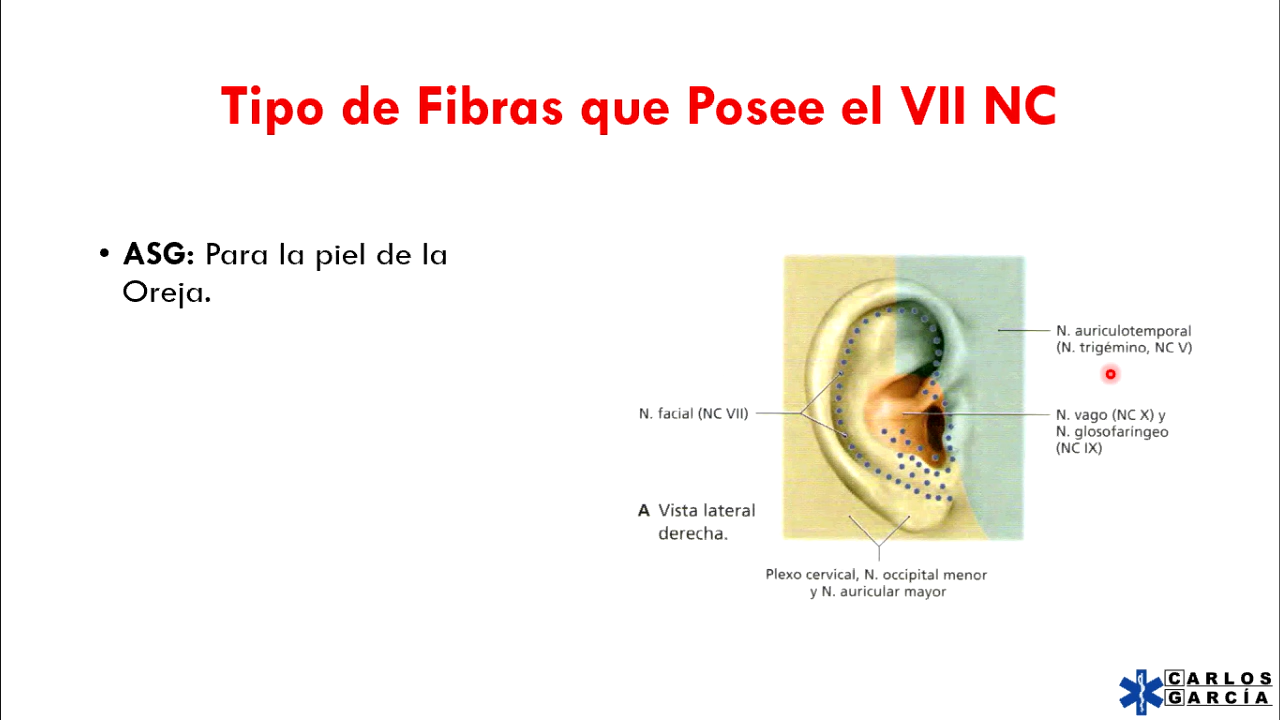 Tipo de Fibras que Posee el VII NC
• ASG: Para la piel de la
Oreja.
N. auriculotemporal
(N. trigémino, NC V)
N. facial (NC VII)
N. vago (NC X) y
N. glosofaríngeo
(NC IX)
A Vista lateral
derecha.
Plexo cervical, N. occipital menor
y N. auricular mayor
CARLOS
GARCÍA